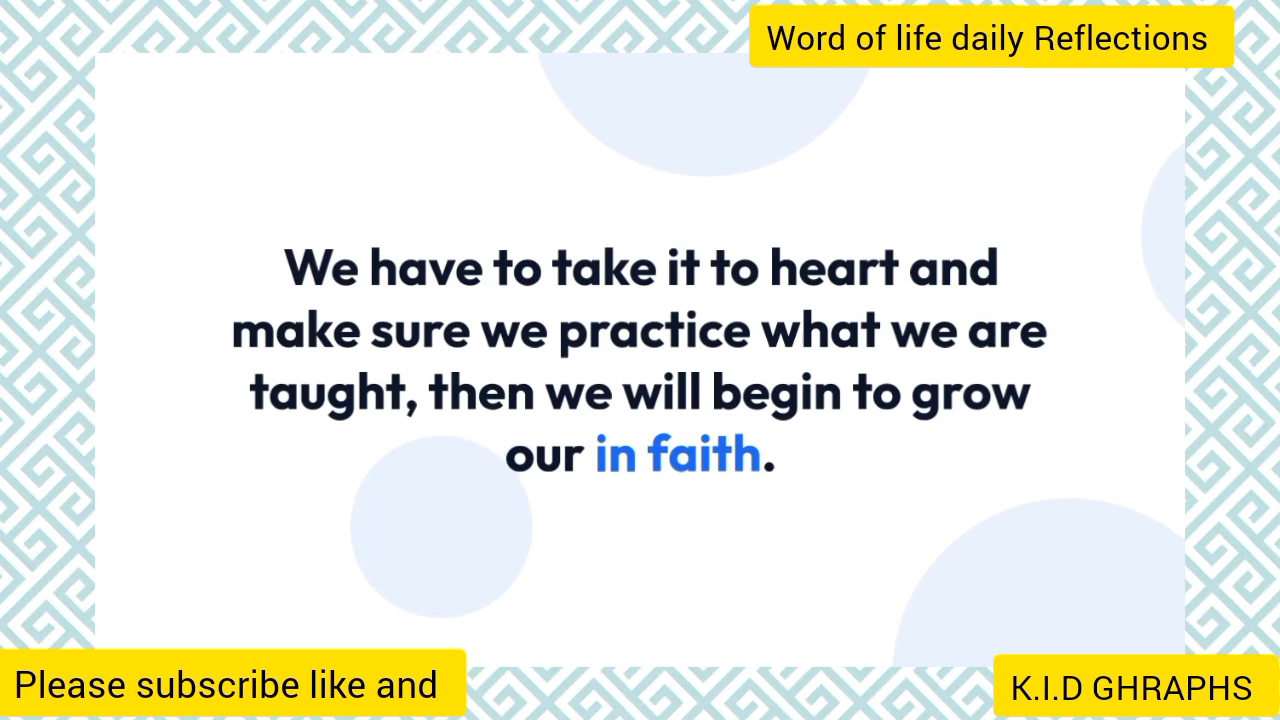 Word of life daily Reflections
We have to take it to heart and
make sure we practice what we are
taught, then we will begin to grow
our in faith.
Please subscribe like and
K.I.D GHRAPHS